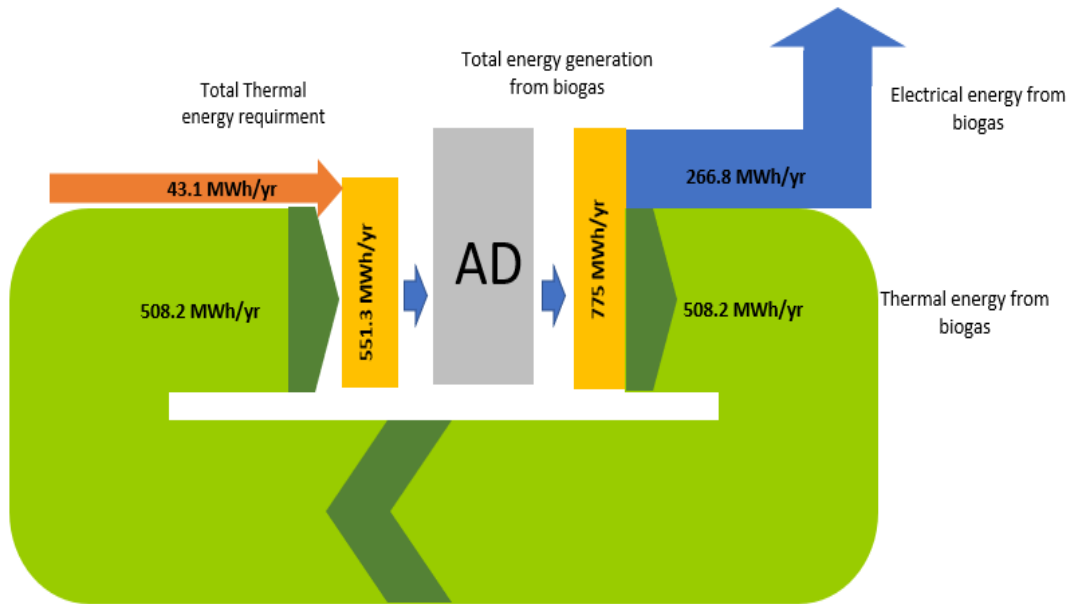 Total Thermal
energy requirment
Total energy generation
from biogas
Electrical energy from
biogas
43.1 MWh/yr
266.8 MWh/yr
508.2 MWh/yr
551.3 MWh/yr
AD
775 MWh/yr
508.2 MWh/yr
Thermal energy from
biogas